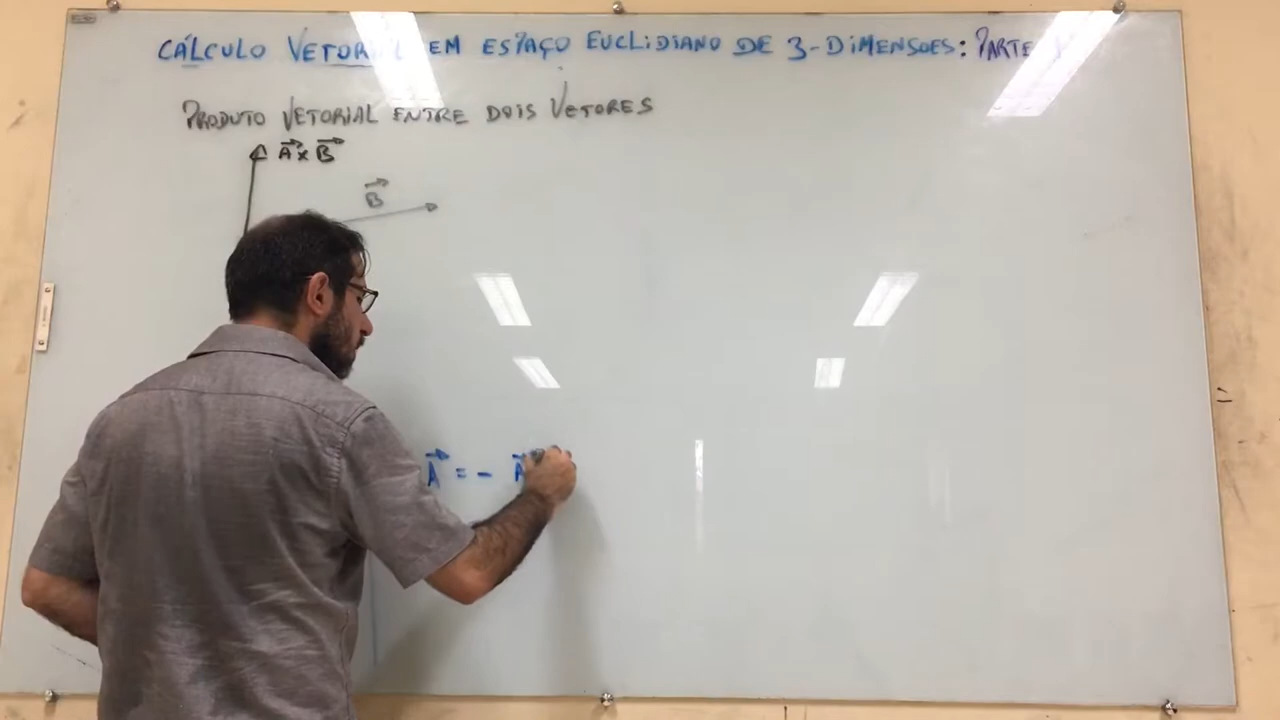 CÁLCULO VETORIAL EM ESPAÇO EUCLIDIANO DE 3-DIMENSOES: PARTE
PRODUTO VETORIAL ENTRE DOIS VETORES
A⃗ x B⃗
B⃗
A⃗ = - A⃗